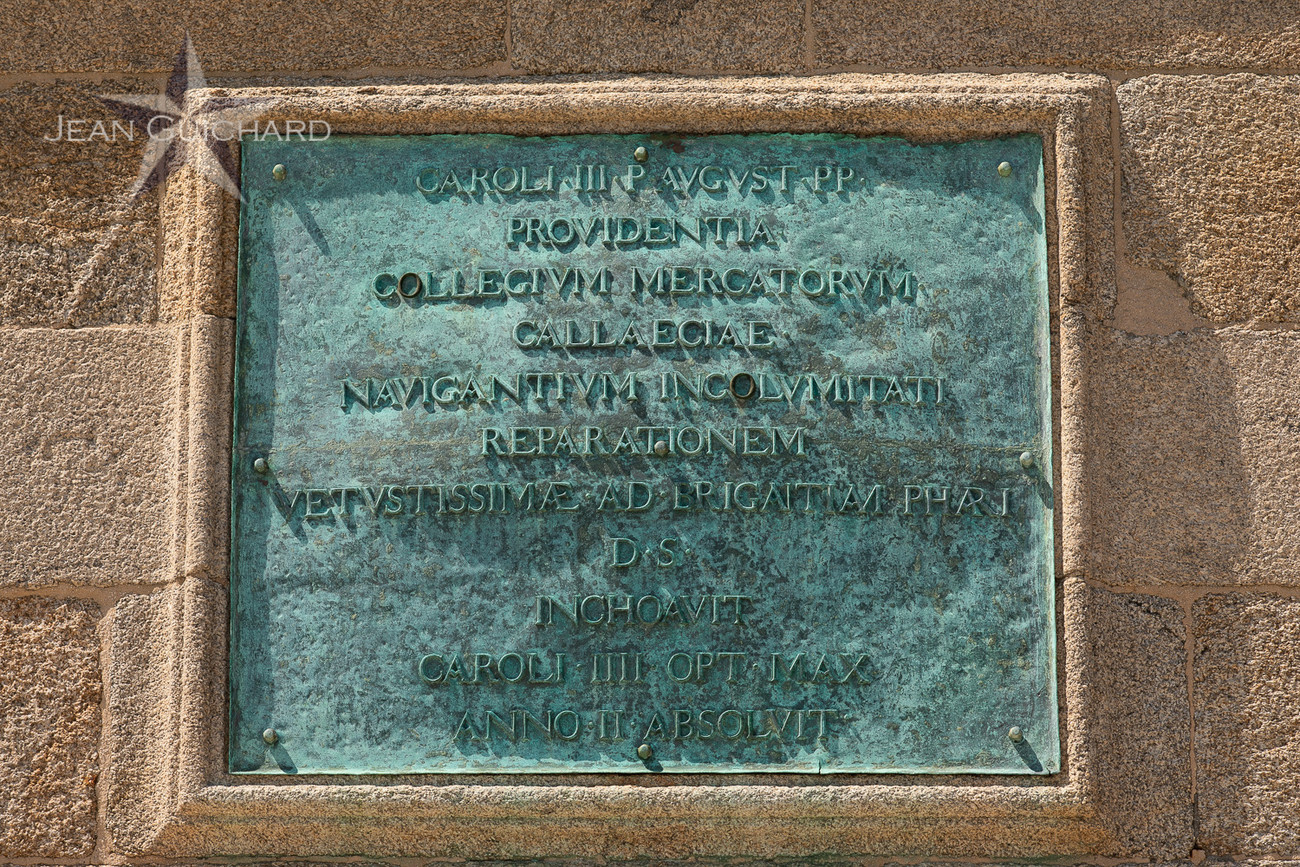 JEAN GUICHARD
CAROLI·III·P·AVGVST·PP·
PROVIDENTIA
COLLEGIVM MERCATORVM
CALLAECIAE
NAVIGANTIVM INCOLVMITATI
REPARATIONEM
VETVSTISSIMÆ·AD·BRIGANTIAM·PHARI
D·S·
INCHOAVIT
CAROLI·IIII·OPT·MAX
ANNO·II·ABSOLVIT